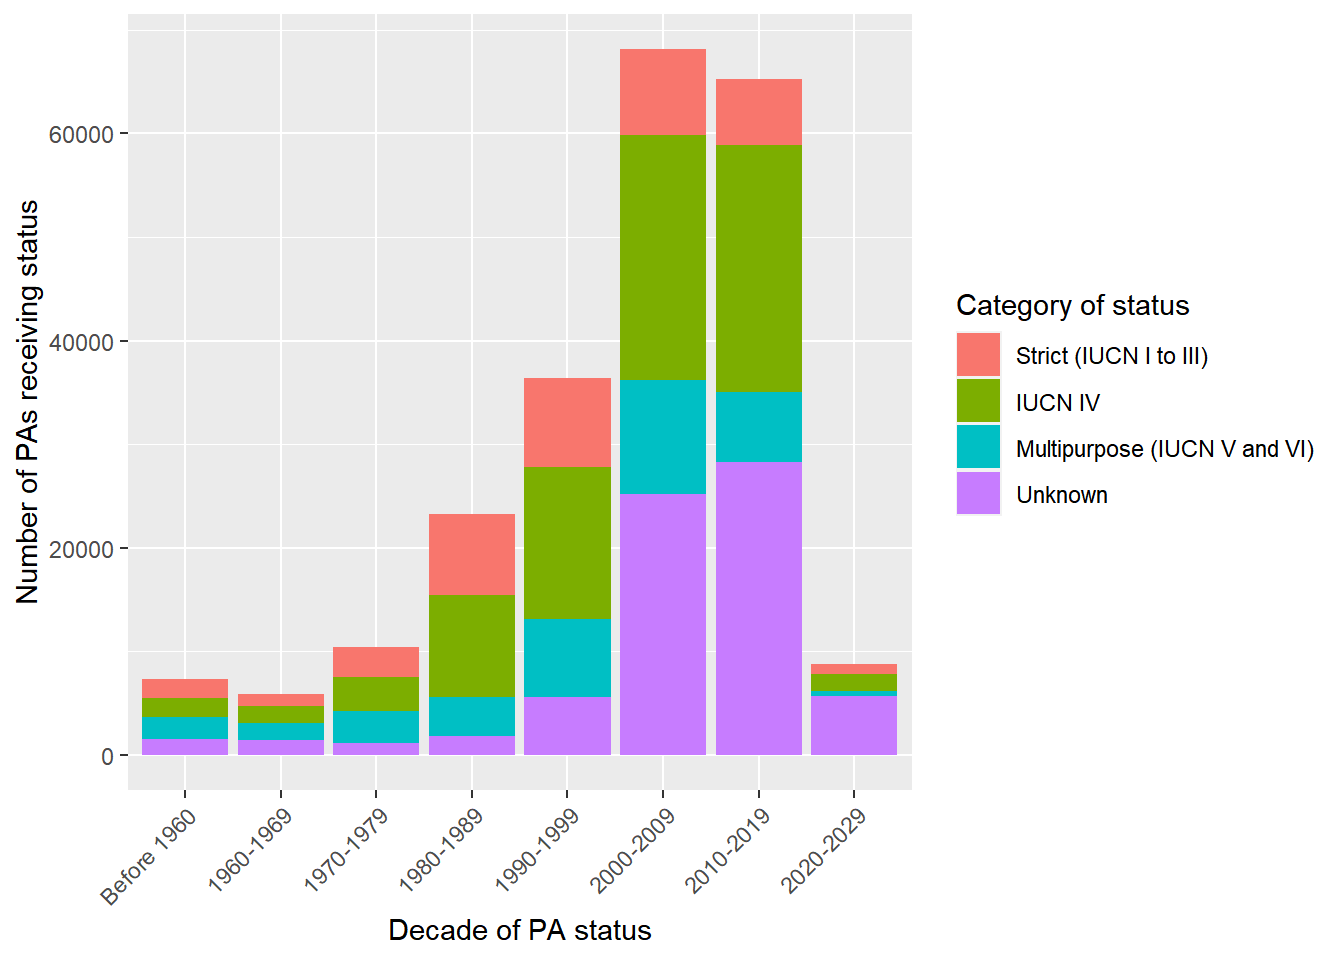 Number of PAs receiving status
60000
40000
20000
0
Before 1960
1960-1969
1970-1979
1980-1989
1990-1999
2000-2009
2010-2019
2020-2029
Decade of PA status
Category of status
Strict (IUCN I to III)
IUCN IV
Multipurpose (IUCN V and VI)
Unknown